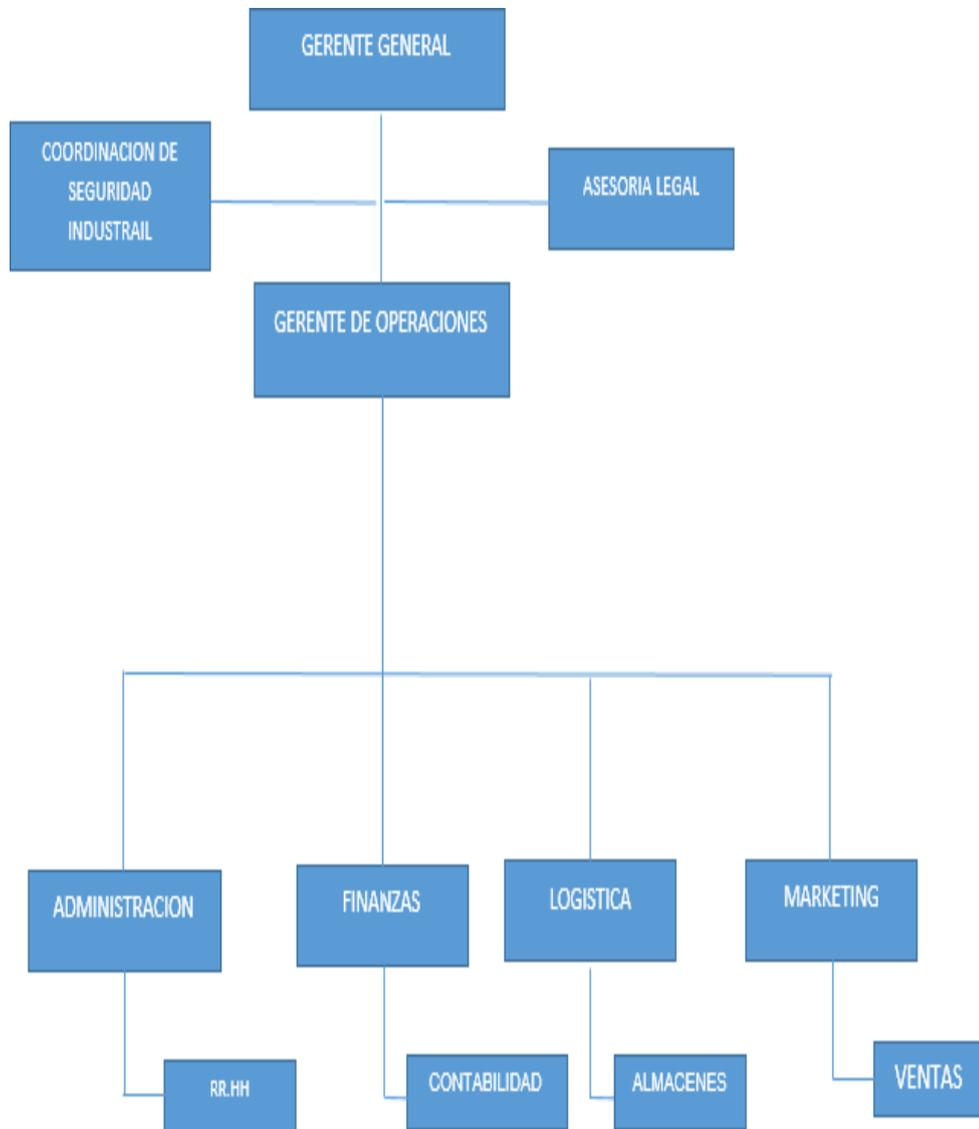 GERENTE GENERAL
COORDINACION DE
SEGURIDAD
INDUSTRAIL
ASESORIA LEGAL
GERENTE DE OPERACIONES
ADMINISTRACION
FINANZAS
LOGISTICA
MARKETING
RR.HH
CONTABILIDAD
ALMACENES
VENTAS